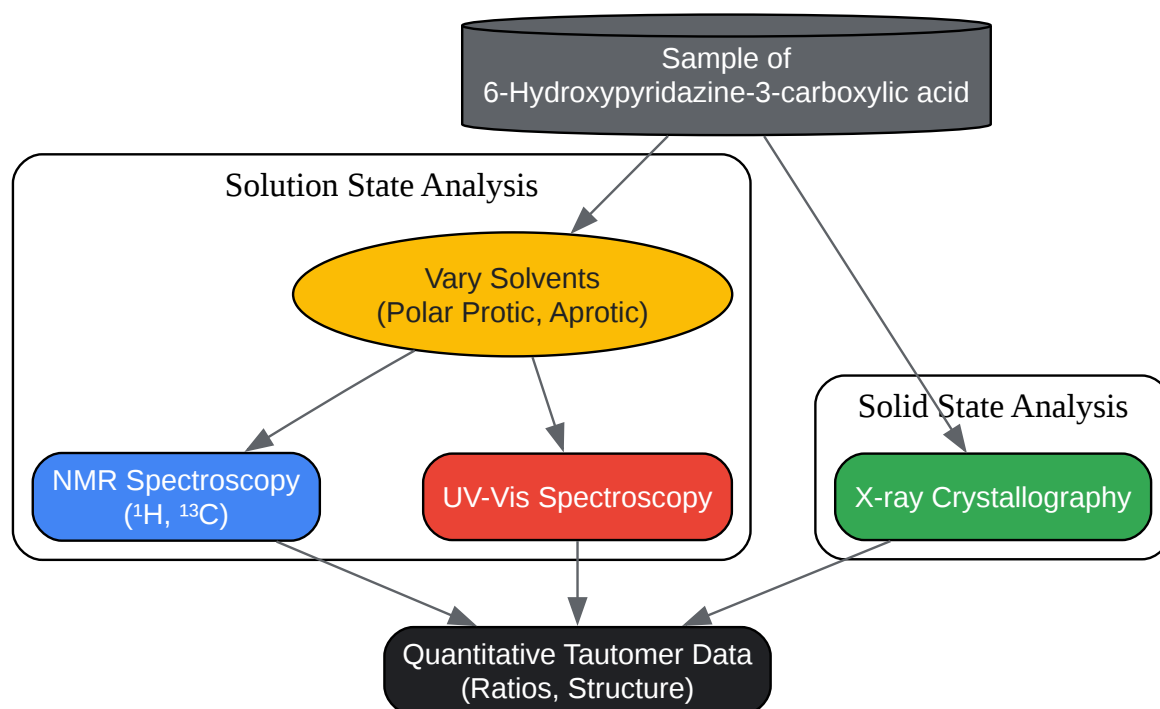 Sample of
6-Hydroxypyridazine-3-carboxylic acid
Solution State Analysis
Vary Solvents
(Polar Protic, Aprotic)
Solid State Analysis
NMR Spectroscopy
(¹H, ¹³C)
UV-Vis Spectroscopy
X-ray Crystallography
Quantitative Tautomer Data
(Ratios, Structure)